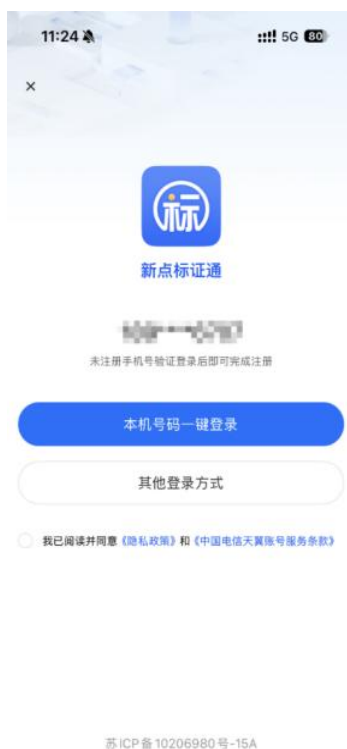 11:24
5G 80
×
标
新点标证通
未注册手机号验证登录后即可完成注册
本机号码一键登录
其他登录方式
我已阅读并同意《隐私政策》和《中国电信天翼账号服务条款》
苏ICP备10206980号-15A